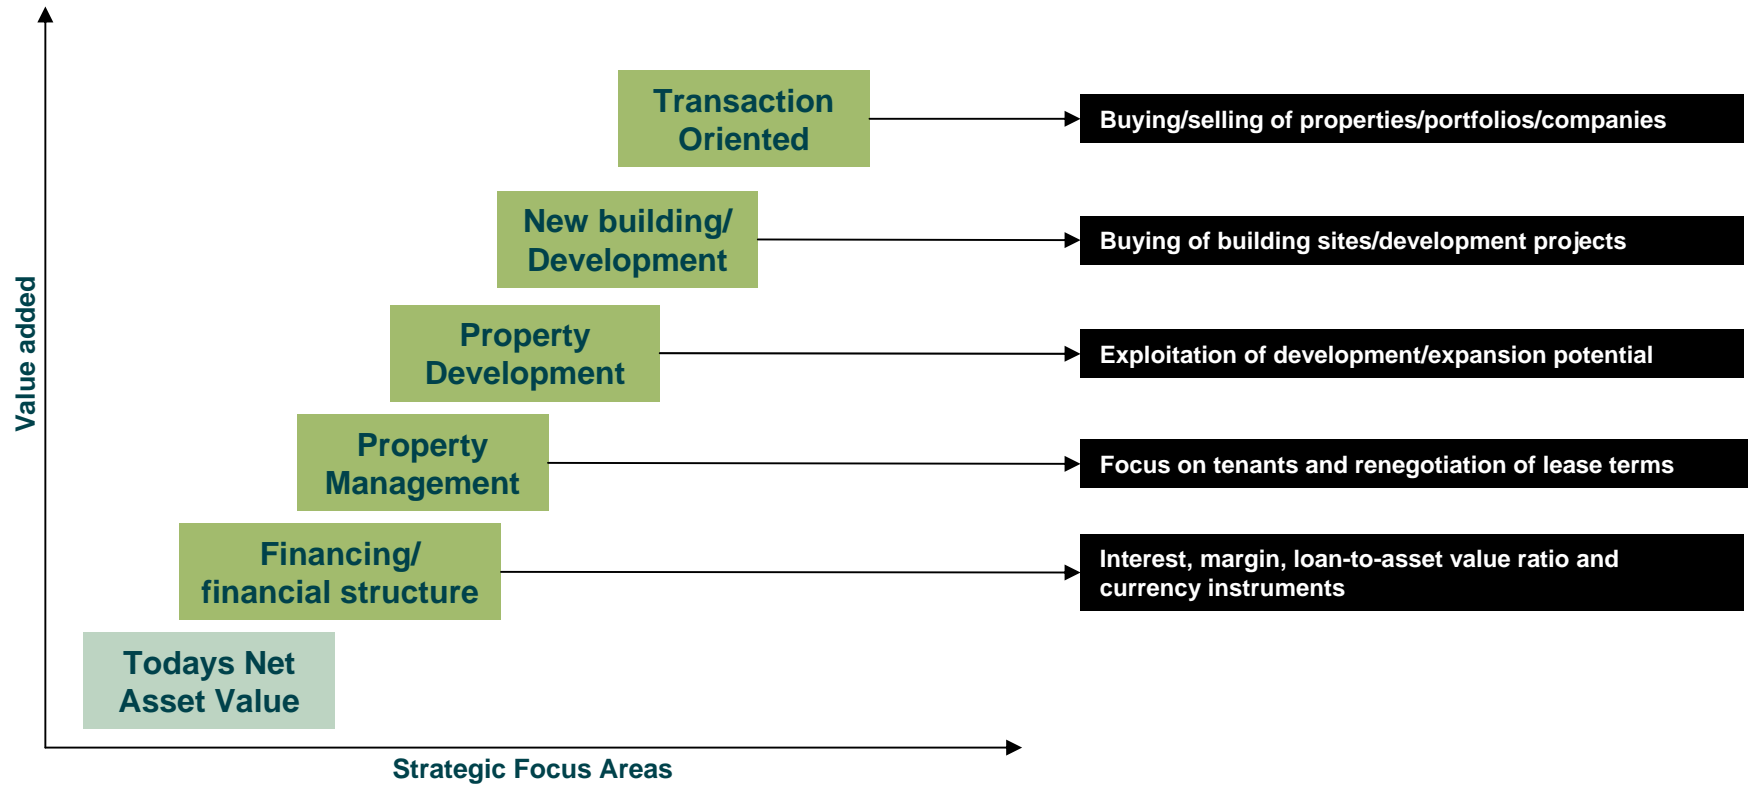 Transaction
Oriented
Buying/selling of properties/portfolios/companies
New building/
Development
Buying of building sites/development projects
Property
Development
Exploitation of development/expansion potential
Property
Management
Focus on tenants and renegotiation of lease terms
Financing/
financial structure
Interest, margin, loan-to-asset value ratio and
currency instruments
Todays Net
Asset Value
Value added
Strategic Focus Areas